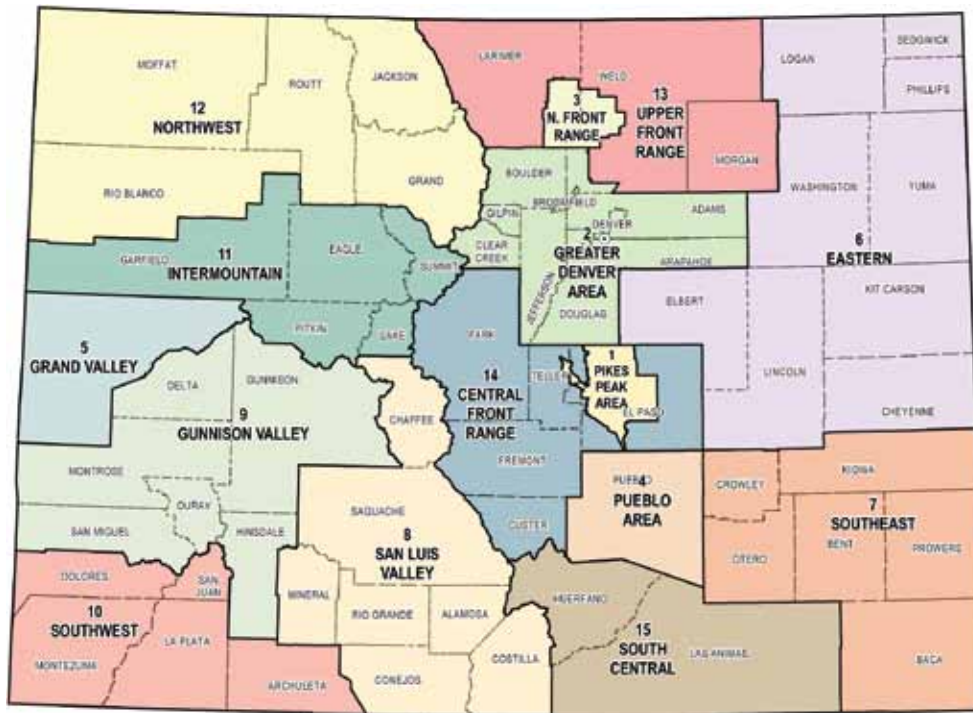 MOFFAT
ROUTT
JACKSON
12
NORTHWEST
RIO BLANCO
GRAND
LARIMER
WELD
3
N. FRONT
RANGE
13
UPPER
FRONT
RANGE
MORGAN
LOGAN
SEDGWICK
PHILLIPS
WASHINGTON
YUMA
6
EASTERN
KIT CARSON
ELBERT
LINCOLN
CHEYENNE
BOULDER
BROOMFIELD
GILPIN
DENVER
ADAMS
CLEAR
CREEK
2
GREATER
DENVER
AREA
ARAPAHOE
JEFFERSON
DOUGLAS
11
INTERMOUNTAIN
GARFIELD
EAGLE
SUMMIT
PITKIN
LAKE
5
GRAND VALLEY
DELTA
GUNNISON
9
GUNNISON VALLEY
MONTROSE
OURAY
SAN MIGUEL
HINSDALE
CHAFFEE
PARK
14
CENTRAL
FRONT
RANGE
TELLER
1
PIKES
PEAK
AREA
EL PASO
FREMONT
CUSTER
PUEBLO
4
PUEBLO
AREA
CROWLEY
KIOWA
7
SOUTHEAST
OTERO
BENT
PROWERS
BACA
SAGUACHE
8
SAN LUIS
VALLEY
MINERAL
RIO GRANDE
ALAMOSA
CONEJOS
COSTILLA
DOLORES
SAN
JUAN
10
SOUTHWEST
MONTEZUMA
LA PLATA
ARCHULETA
HUERFANO
15
SOUTH
CENTRAL
LAS ANIMAS